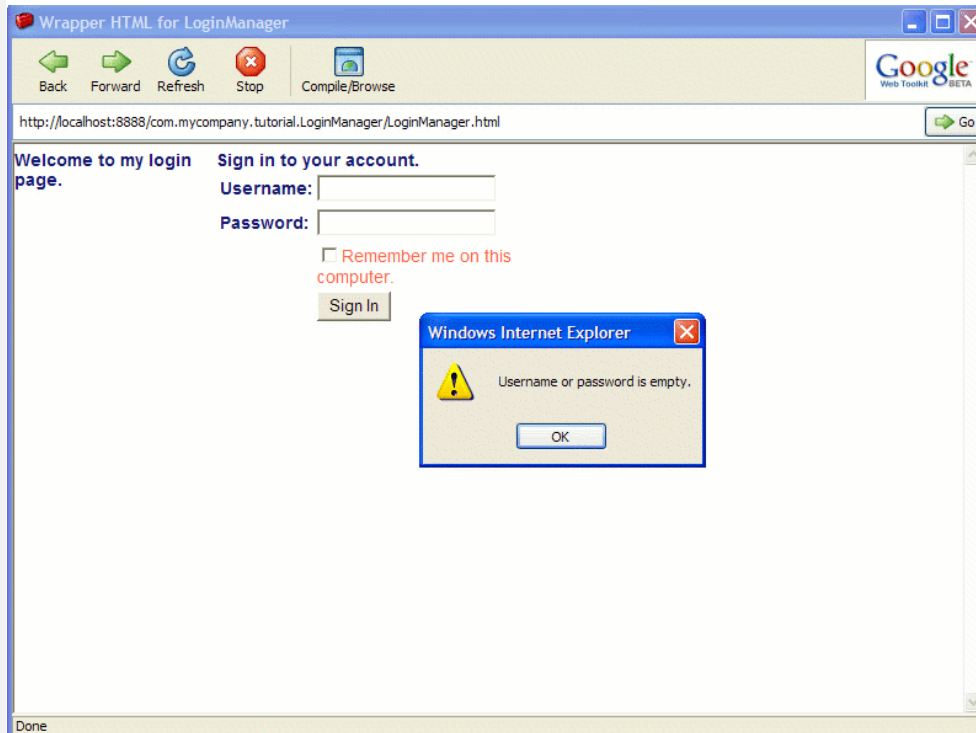 Wrapper HTML for LoginManager
Back Forward Refresh Stop Compile/Browse
Google
Web Toolkit BETA
http://localhost:8888/com.mycompany.tutorial.LoginManager/LoginManager.html
Go
Welcome to my login
page.
Sign in to your account.
Username:
Password:
Remember me on this
computer.
Sign In
Windows Internet Explorer
Username or password is empty.
OK
Done